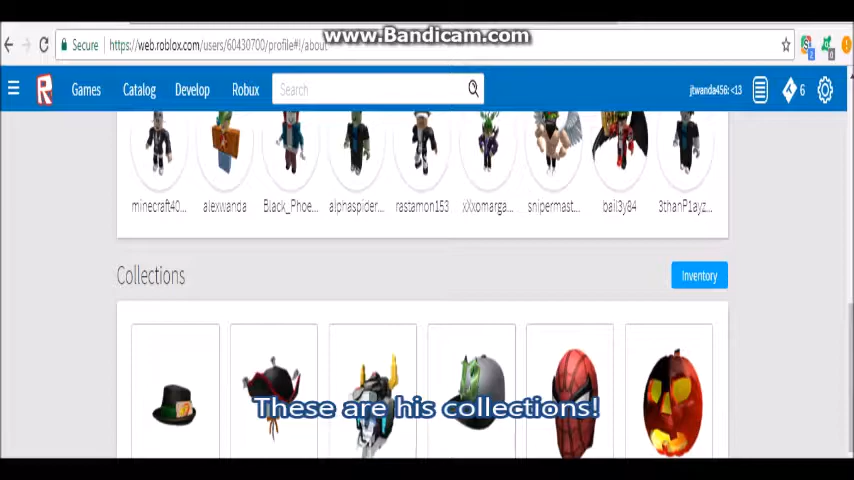 www.Bandicam.com
Secure https://web.roblox.com/users/60430700/profile#!/about
Games Catalog Develop Robux Search jtwanda456: <13 6
minecraft40... alexwanda Black_Phoe... alphaspider... rastamon153 xXxomarga... snipermast... bail3y84 3thanP1ayz...
Collections Inventory
These are his collections!